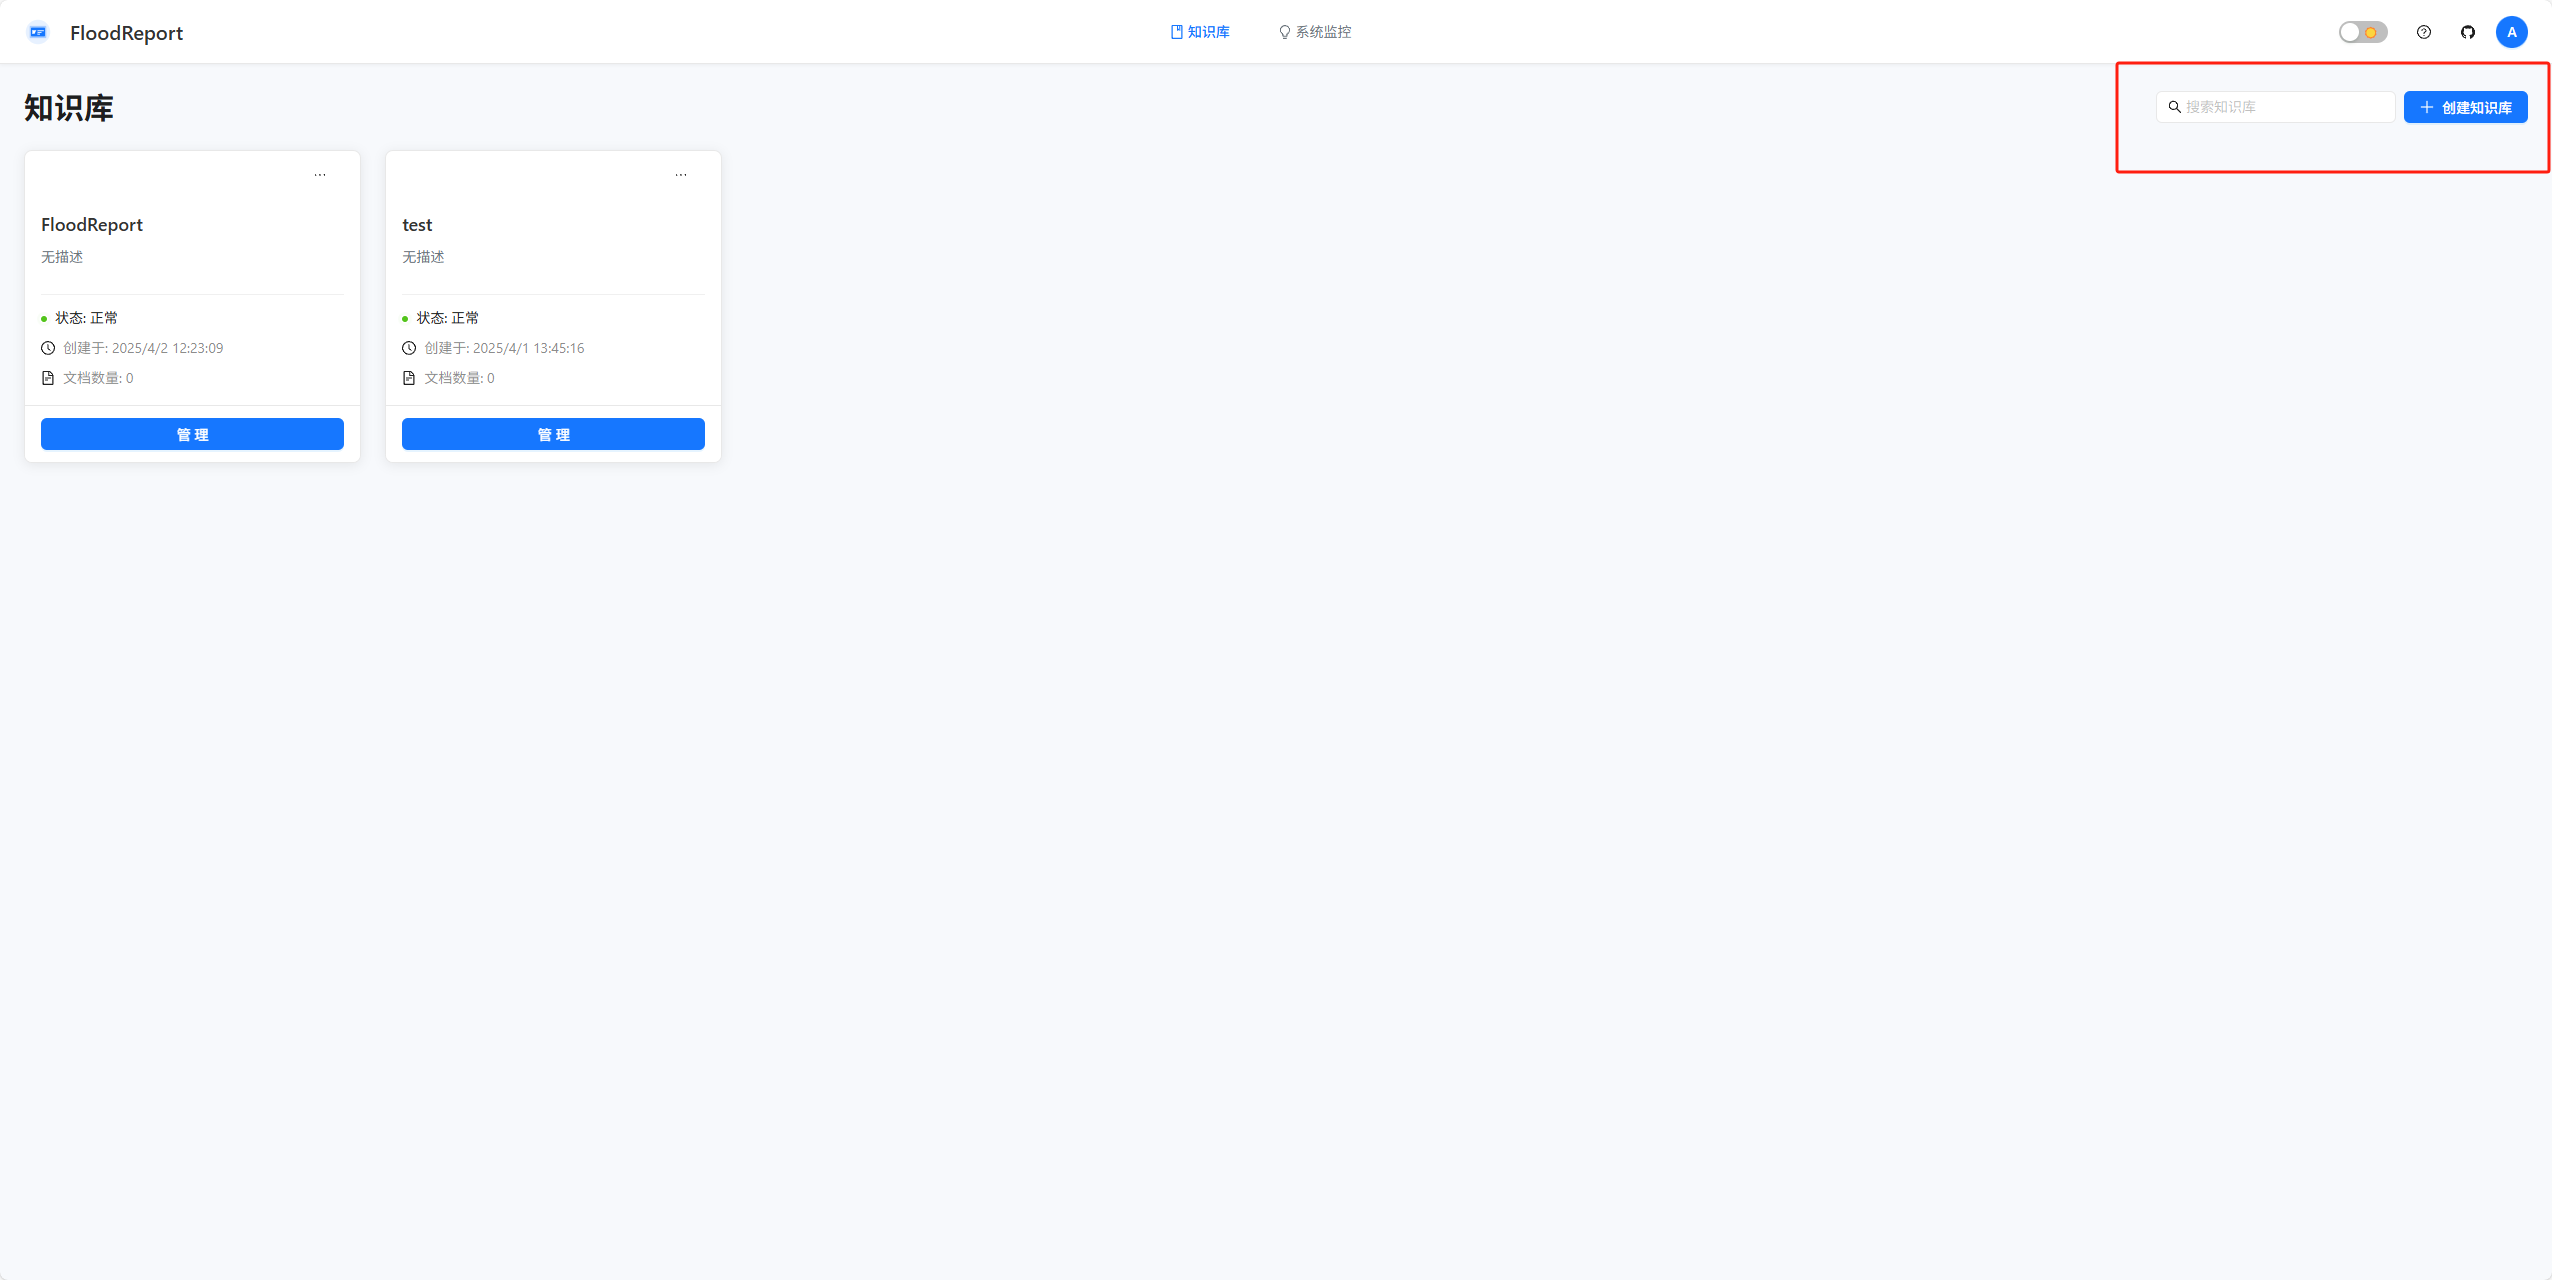 FloodReport
知识库
系统监控
A
知识库
搜索知识库
创建知识库
FloodReport
无描述
状态: 正常
创建于: 2025/4/2 12:23:09
文档数量: 0
管 理
test
无描述
状态: 正常
创建于: 2025/4/1 13:45:16
文档数量: 0
管 理